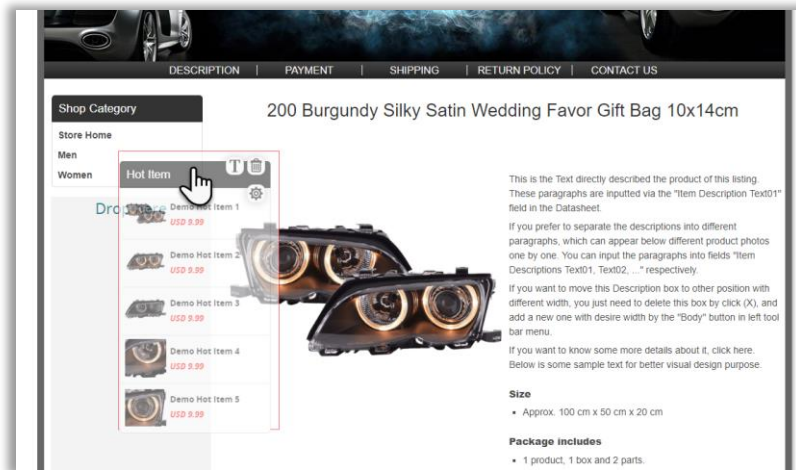 DESCRIPTION | PAYMENT | SHIPPING | RETURN POLICY | CONTACT US
Shop Category
Store Home
Men
Women
200 Burgundy Silky Satin Wedding Favor Gift Bag 10x14cm
Hot Item
T
Drop here
Demo Hot Item 1
USD 9.99
Demo Hot Item 2
USD 9.99
Demo Hot Item 3
USD 9.99
Demo Hot Item 4
USD 9.99
Demo Hot Item 5
USD 9.99
This is the Text directly described the product of this listing.
These paragraphs are inputted via the "Item Description Text01"
field in the Datasheet.
If you prefer to separate the descriptions into different
paragraphs, which can appear below different product photos
one by one. You can input the paragraphs into fields "Item
Descriptions Text01, Text02, ..." respectively.
If you want to move this Description box to other position with
different width, you just need to delete this box by click (X), and
add a new one with desire width by the "Body" button in left tool
bar menu.
If you want to know some more details about it, click here.
Below is some sample text for better visual design purpose.
Size
• Approx. 100 cm x 50 cm x 20 cm
Package includes
• 1 product, 1 box and 2 parts.